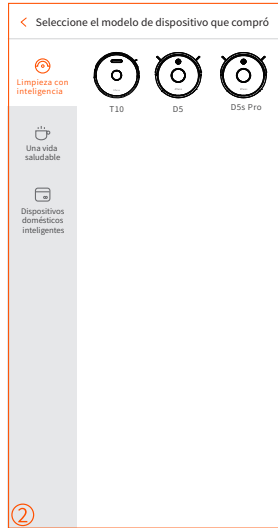 Seleccione el modelo de dispositivo que compró
Limpieza con
inteligencia
Una vida
saludable
Dispositivos
domésticos
inteligentes
T10
D5
D5s Pro
2